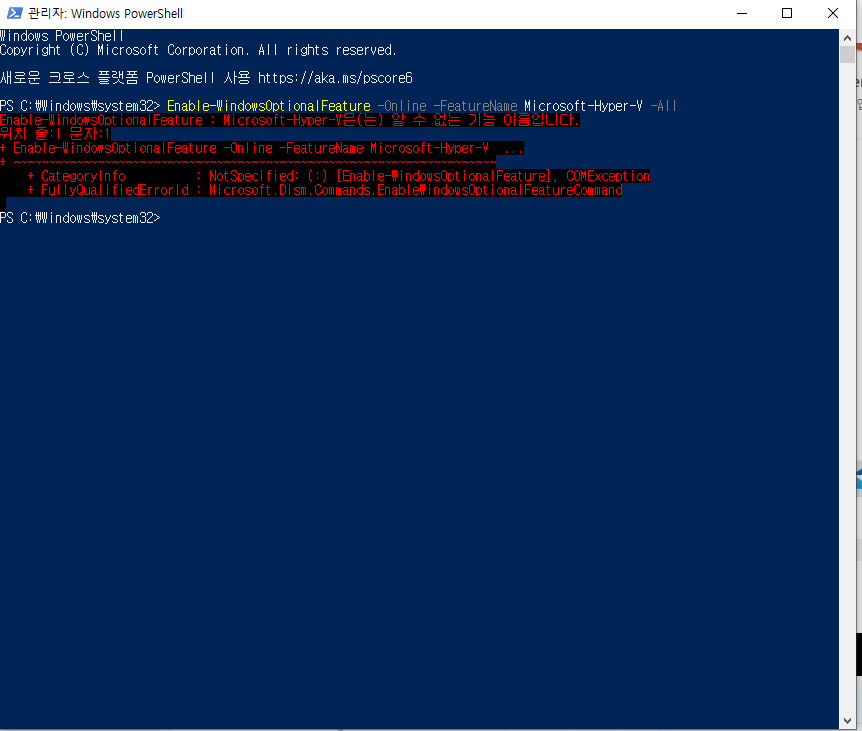 관리자: Windows PowerShell
Windows PowerShell
Copyright (C) Microsoft Corporation. All rights reserved.
새로운 크로스 플랫폼 PowerShell 사용 https://aka.ms/pscore6
PS C:₩Windows₩system32> Enable-WindowsOptionalFeature -Online -FeatureName Microsoft-Hyper-V -All
Enable-WindowsOptionalFeature : Microsoft-Hyper-V은(는) 알 수 없는 기능 이름입니다.
위치 줄:1 문자:1
+ Enable-WindowsOptionalFeature -Online -FeatureName Microsoft-Hyper-V ...
+ ~~~~~~~~~~~~~~~~~~~~~~~~~~~~~~~~~~~~~~~~~~~~~~~~~~~~~~~~~~~~~~~~~~~~~
+ CategoryInfo : NotSpecified: (:) [Enable-WindowsOptionalFeature], COMException
+ FullyQualifiedErrorId : Microsoft.Dism.Commands.EnableWindowsOptionalFeatureCommand
PS C:₩Windows₩system32>